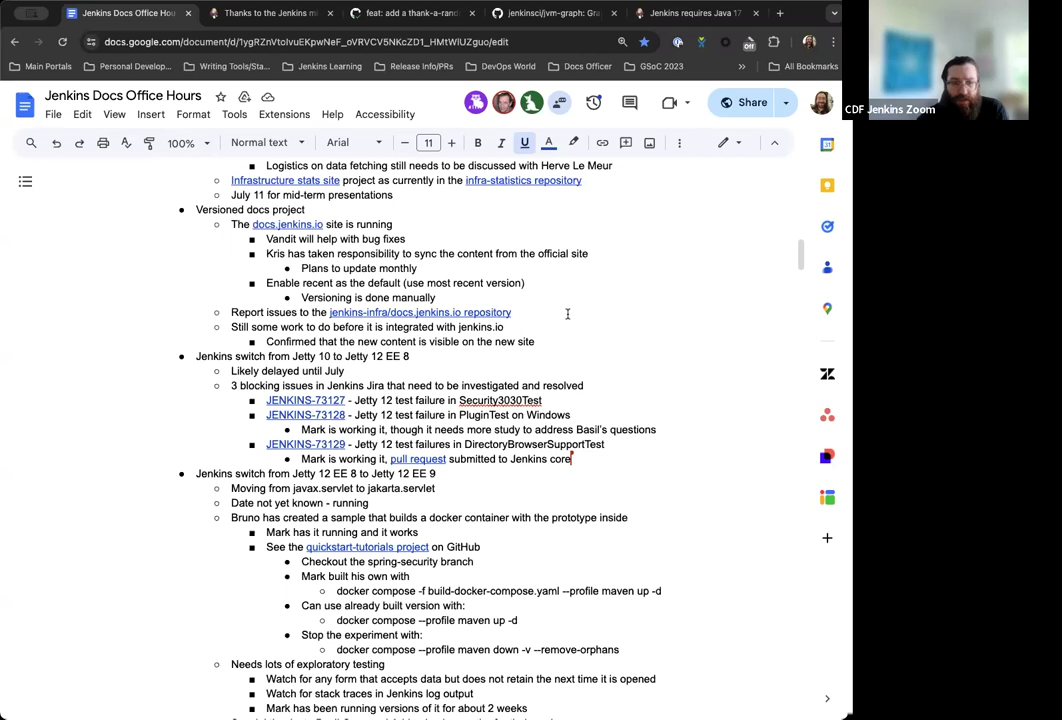 Jenkins Docs Office Hours
Thanks to the Jenkins mi
feat: add a thank-a-rand
jenkinsci/jvm-graph: Gra
Jenkins requires Java 17
docs.google.com/document/d/1ygRZnVtoIvuEKpwNeF_oVRVCV5NKcZD1_HMtWlUZguo/edit
Off
Main Portals
Personal Develop...
Writing Tools/Sta...
Jenkins Learning
Release Info/PRs
DevOps World
Docs Officer
GSoC 2023
All Bookmarks
Jenkins Docs Office Hours
File Edit View Insert Format Tools Extensions Help Accessibility
Share
CDF Jenkins Zoom
100% Normal text Arial 11 B I U A
Logistics on data fetching still needs to be discussed with Herve Le Meur
Infrastructure stats site project as currently in the infra-statistics repository
July 11 for mid-term presentations
Versioned docs project
The docs.jenkins.io site is running
Vandit will help with bug fixes
Kris has taken responsibility to sync the content from the official site
Plans to update monthly
Enable recent as the default (use most recent version)
Versioning is done manually
Report issues to the jenkins-infra/docs.jenkins.io repository
Still some work to do before it is integrated with jenkins.io
Confirmed that the new content is visible on the new site
Jenkins switch from Jetty 10 to Jetty 12 EE 8
Likely delayed until July
3 blocking issues in Jenkins Jira that need to be investigated and resolved
JENKINS-73127 - Jetty 12 test failure in Security3030Test
JENKINS-73128 - Jetty 12 test failure in PluginTest on Windows
Mark is working it, though it needs more study to address Basil's questions
JENKINS-73129 - Jetty 12 test failures in DirectoryBrowserSupportTest
Mark is working it, pull request submitted to Jenkins core
Jenkins switch from Jetty 12 EE 8 to Jetty 12 EE 9
Moving from javax.servlet to jakarta.servlet
Date not yet known - running
Bruno has created a sample that builds a docker container with the prototype inside
Mark has it running and it works
See the quickstart-tutorials project on GitHub
Checkout the spring-security branch
Mark built his own with
docker compose -f build-docker-compose.yaml --profile maven up -d
Can use already built version with:
docker compose --profile maven up -d
Stop the experiment with:
docker compose --profile maven down -v --remove-orphans
Needs lots of exploratory testing
Watch for any form that accepts data but does not retain the next time it is opened
Watch for stack traces in Jenkins log output
Mark has been running versions of it for about 2 weeks